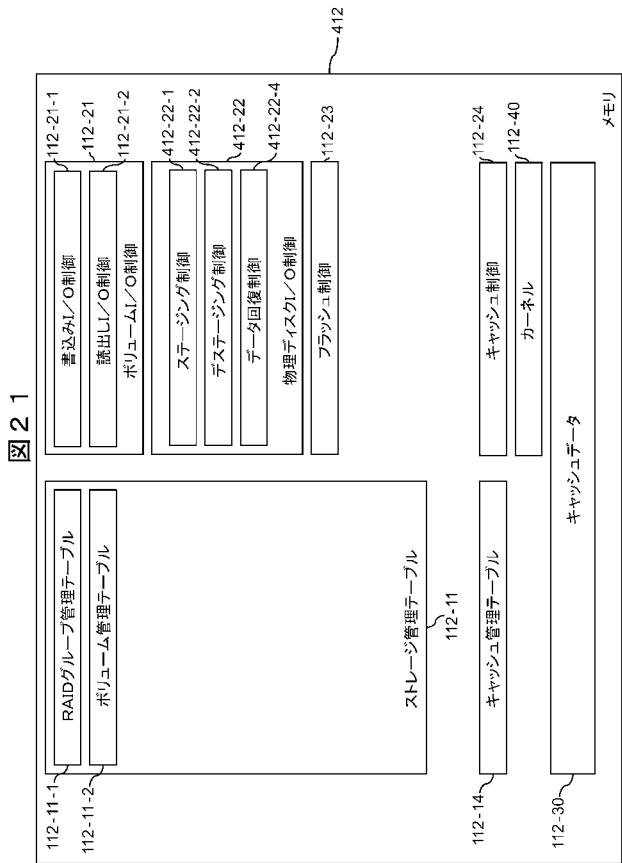 図21
112-11-1
RAIDグループ管理テーブル
112-11-2
ボリューム管理テーブル
ストレージ管理テーブル
112-11
112-14
キャッシュ管理テーブル
書込みI/O制御
112-21-1
112-21
読出しI/O制御
112-21-2
ボリュームI/O制御
ステージング制御
412-22-1
デステージング制御
412-22-2
412-22
データ回復制御
412-22-4
物理ディスクI/O制御
フラッシュ制御
112-23
キャッシュ制御
112-24
カーネル
112-40
キャッシュデータ
112-30
メモリ
412